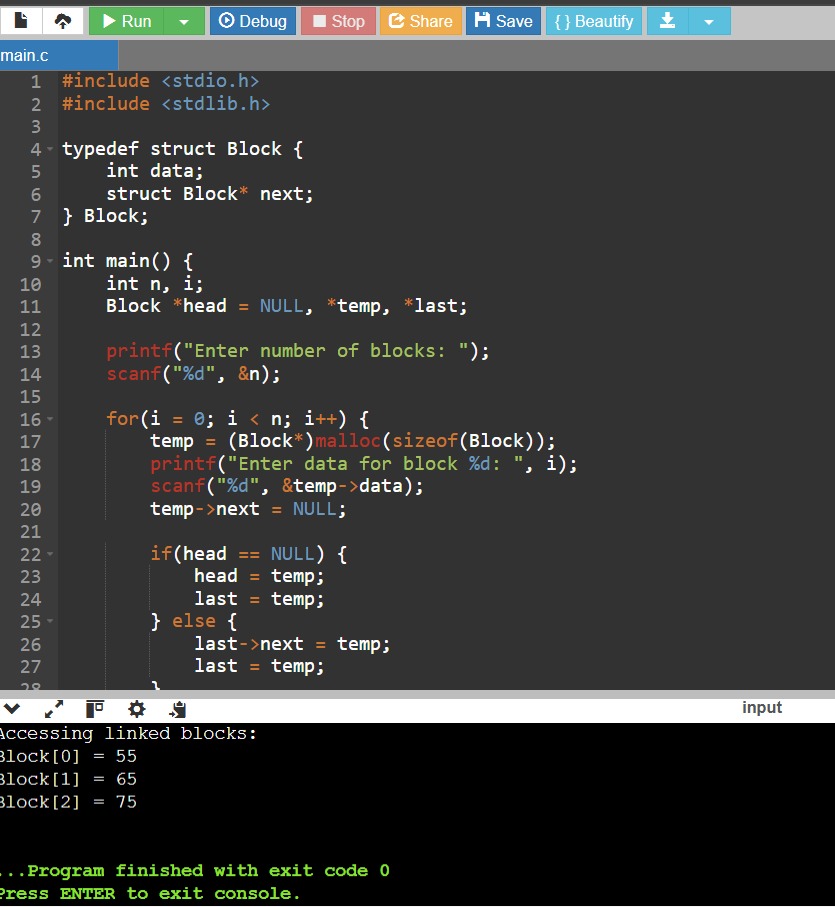 Run Debug Stop Share Save { } Beautify
main.c
1 #include <stdio.h>
2 #include <stdlib.h>
3
4 typedef struct Block {
5     int data;
6     struct Block* next;
7 } Block;
8
9 int main() {
10     int n, i;
11     Block *head = NULL, *temp, *last;
12
13     printf("Enter number of blocks: ");
14     scanf("%d", &n);
15
16     for(i = 0; i < n; i++) {
17         temp = (Block*)malloc(sizeof(Block));
18         printf("Enter data for block %d: ", i);
19         scanf("%d", &temp->data);
20         temp->next = NULL;
21
22         if(head == NULL) {
23             head = temp;
24             last = temp;
25         } else {
26             last->next = temp;
27             last = temp;
28         }
input
Accessing linked blocks:
Block[0] = 55
Block[1] = 65
Block[2] = 75
...Program finished with exit code 0
Press ENTER to exit console.